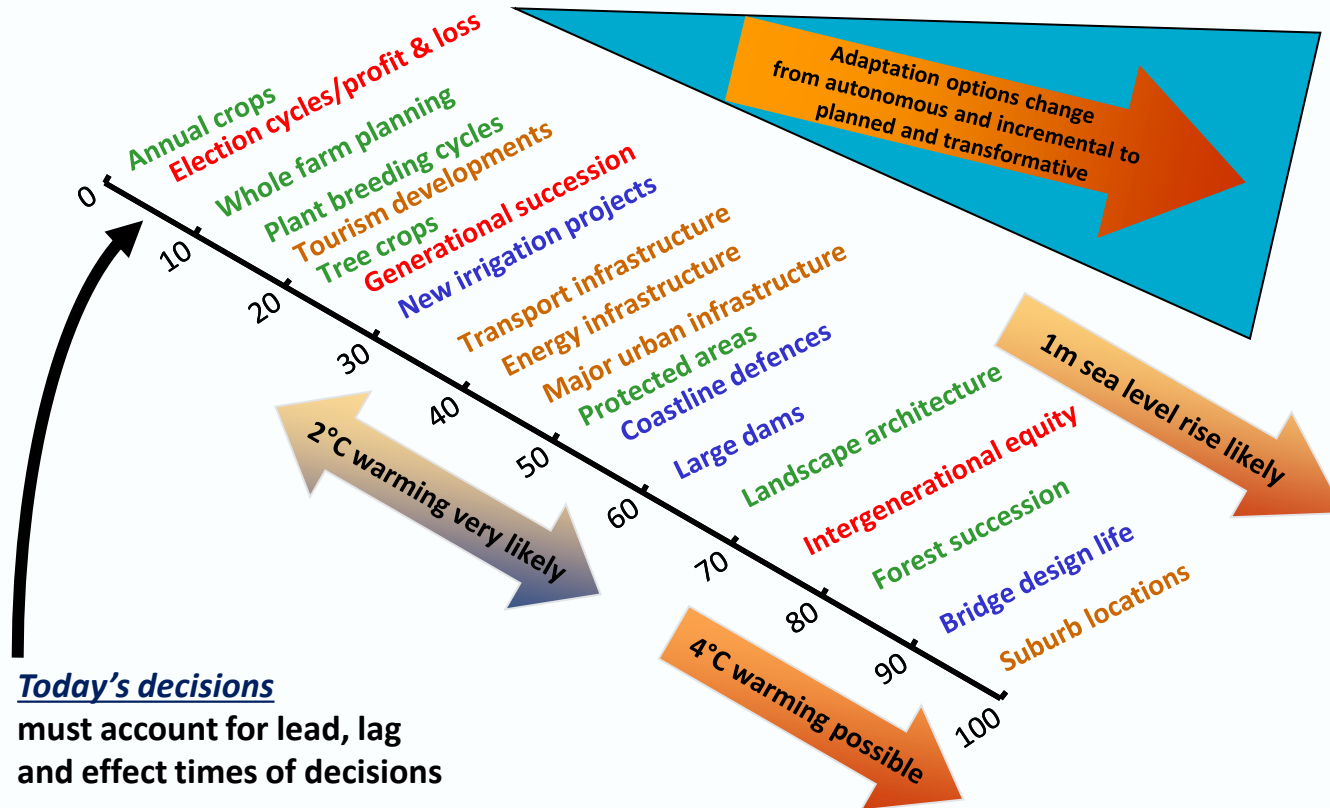 Annual crops
Election cycles/profit & loss
Whole farm planning
Plant breeding cycles
Tourism developments
Tree crops
Generational succession
New irrigation projects
Transport infrastructure
Energy infrastructure
Major urban infrastructure
Protected areas
Coastline defences
Large dams
Landscape architecture
Intergenerational equity
Forest succession
Bridge design life
Suburb locations
0
10
20
30
40
50
60
70
80
90
100
Adaptation options change
from autonomous and incremental to
planned and transformative
1m sea level rise likely
2°C warming very likely
4°C warming possible
Today's decisions
must account for lead, lag
and effect times of decisions